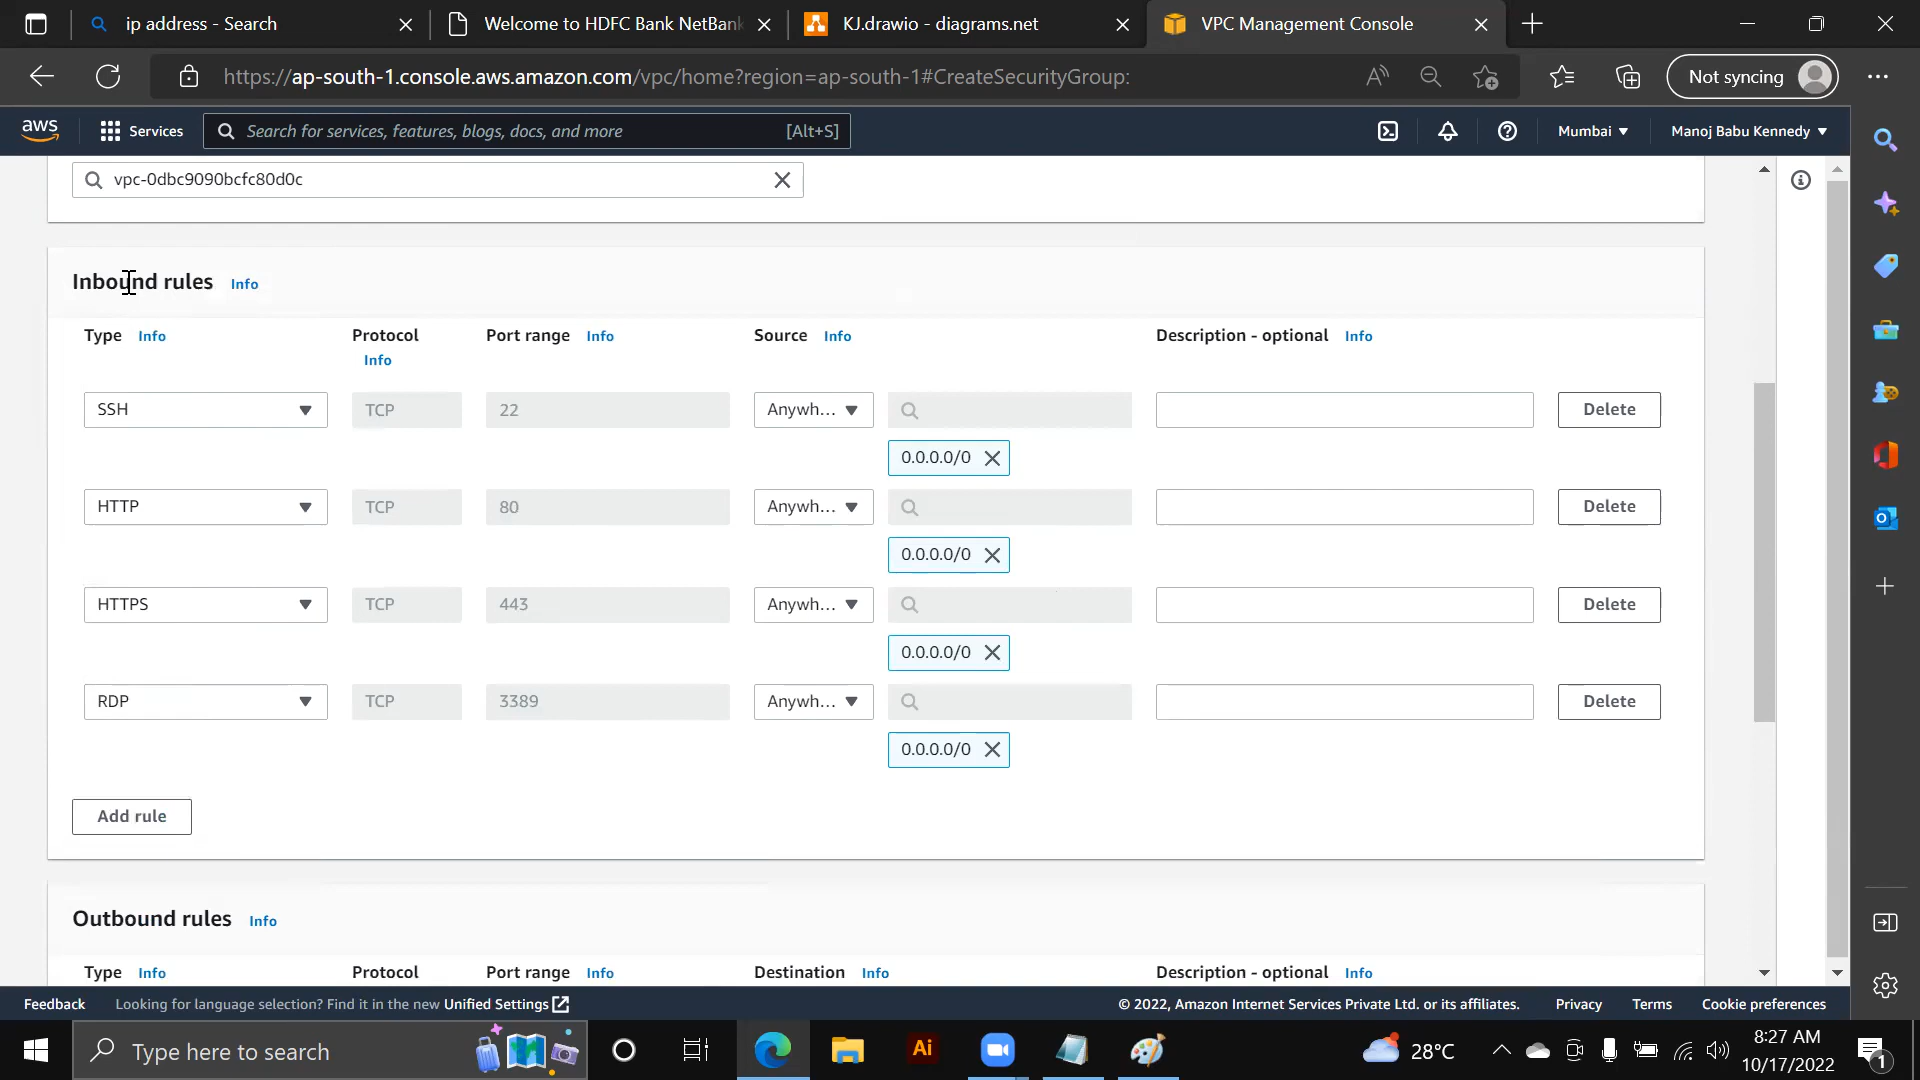 ip address - Search
Welcome to HDFC Bank NetBank
KJ.drawio - diagrams.net
VPC Management Console
https://ap-south-1.console.aws.amazon.com/vpc/home?region=ap-south-1#CreateSecurityGroup:
Not syncing
aws
Services
Search for services, features, blogs, docs, and more
[Alt+S]
Mumbai
Manoj Babu Kennedy
vpc-0dbc9090bcfc80d0c
Inbound rules Info
Type Info
Protocol Info
Port range Info
Source Info
Description - optional Info
SSH TCP 22 Anywh... Delete
0.0.0.0/0
HTTP TCP 80 Anywh... Delete
0.0.0.0/0
HTTPS TCP 443 Anywh... Delete
0.0.0.0/0
RDP TCP 3389 Anywh... Delete
0.0.0.0/0
Add rule
Outbound rules Info
Type Info Protocol Port range Info Destination Info Description - optional Info
Feedback Looking for language selection? Find it in the new Unified Settings © 2022, Amazon Internet Services Private Ltd. or its affiliates. Privacy Terms Cookie preferences
Type here to search
Ai
28°C
8:27 AM
10/17/2022
1